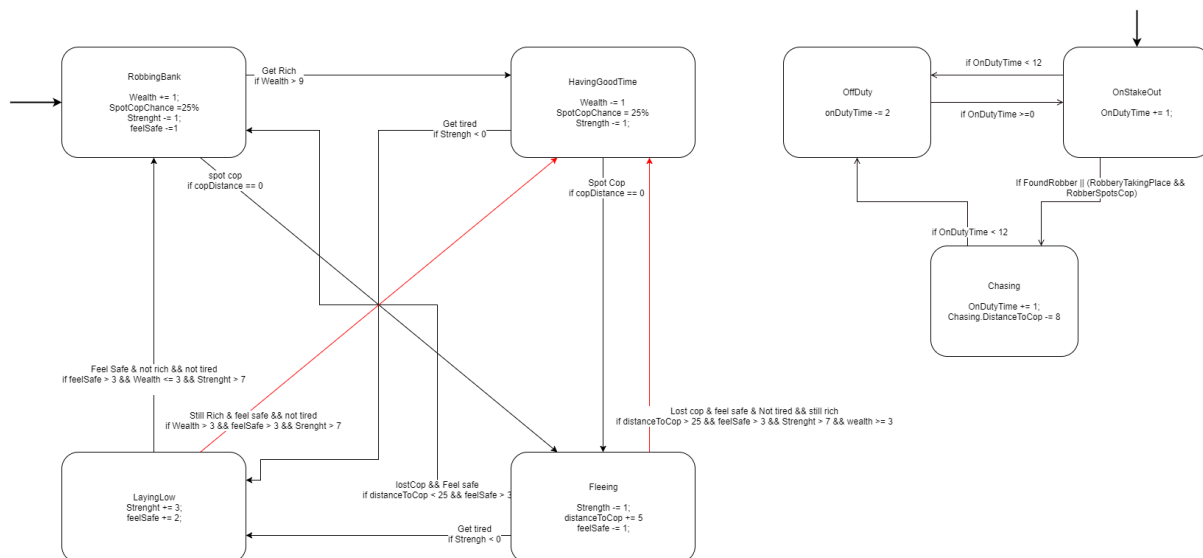 RobbingBank
Wealth += 1;
SpotCopChance =25%
Strenght -= 1;
feelSafe -=1
Get Rich
if Wealth > 9
HavingGoodTime
Wealth -= 1
SpotCopChance = 25%
Strength -= 1;
Get tired
if Strengh < 0
spot cop
if copDistance == 0
Spot Cop
if copDistance == 0
Feel Safe & not rich && not tired
if feelSafe > 3 && Wealth <= 3 && Strenght > 7
Still Rich & feel safe && not tired
if Wealth > 3 && feelSafe > 3 && Srenght > 7
Lost cop & feel safe & Not tired && still rich
if distanceToCop > 25 && feelSafe > 3 && Strenght > 7 && wealth >= 3
lostCop && Feel safe
if distanceToCop < 25 && feelSafe > 3
LayingLow
Strenght += 3;
feelSafe += 2;
Get tired
if Strengh < 0
Fleeing
Strength -= 1;
distanceToCop += 5
feelSafe -= 1;
OffDuty
onDutyTime -= 2
if OnDutyTime < 12
if OnDutyTime >=0
OnStakeOut
OnDutyTime += 1;
If FoundRobber || (RobberyTakingPlace &&
RobberSpotsCop)
if OnDutyTime < 12
Chasing
OnDutyTime += 1;
Chasing.DistanceToCop -= 8